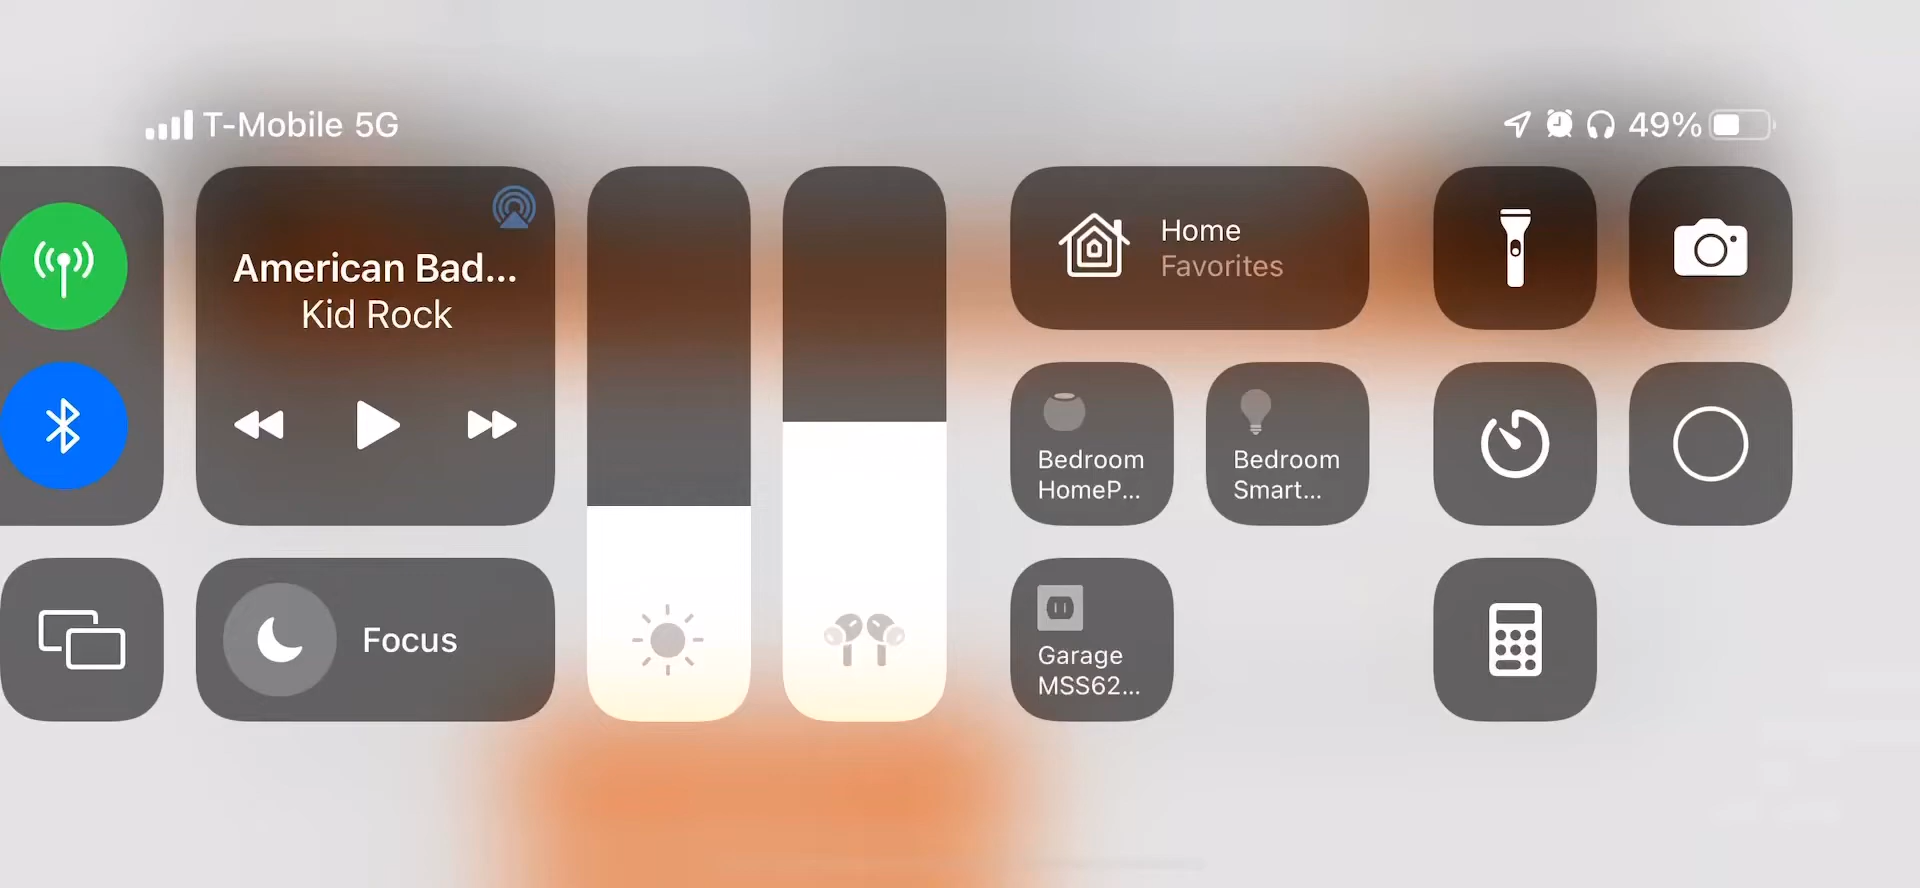 T-Mobile 5G
49%
American Bad...
Kid Rock
Home
Favorites
Bedroom
HomeP...
Bedroom
Smart...
Focus
Garage
MSS62...